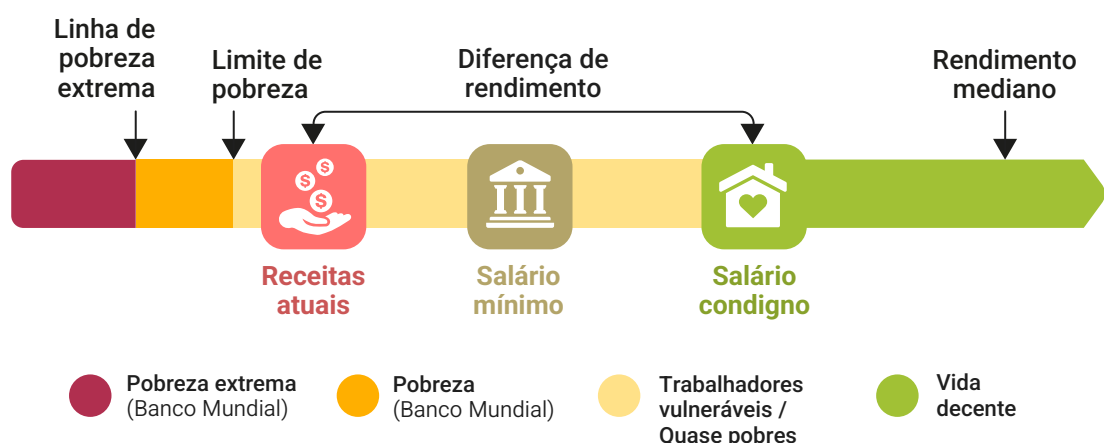 Linha de
pobreza
extrema
Limite de
pobreza
Diferença de
rendimento
Rendimento
mediano
$
$
$
Receitas
atuais
Salário
mínimo
Salário
condigno
Pobreza extrema
(Banco Mundial)
Pobreza
(Banco Mundial)
Trabalhadores
vulneráveis /
Quase pobres
Vida
decente